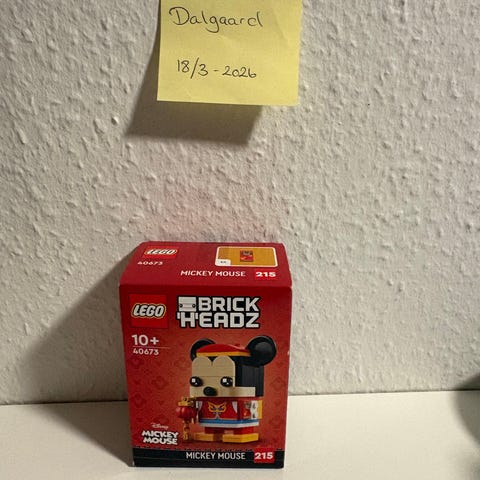 Dalgaard
18/3-2026
LEGO
40673
MICKEY MOUSE 215
LEGO
BRICK
HEADZ
10+
40673
Disney
MICKEY
MOUSE
MICKEY MOUSE 215